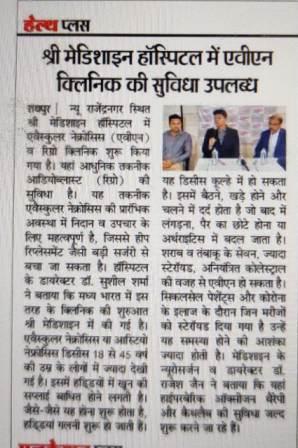 हेल्थ प्लस
श्री मेडिशाइन हॉस्पिटल में एवीएन
क्लिनिक की सुविधा उपलब्ध
रायपुर | न्यू राजेंद्रनगर स्थित
श्री मेडिशाइन हॉस्पिटल में
एवैस्कुलर नेक्रोसिस (एवीएन)
व रिग्रो क्लिनिक शुरू किया
गया है। यहां आधुनिक तकनीक
आडियोब्लास्ट (रिग्रो) की
सुविधा है। यह तकनीक
एवैस्कुलर नेक्रोसिस की प्रारंभिक
अवस्था में निदान व उपचार के
लिए महत्वपूर्ण है, जिससे हीप
रिप्लेसमेंट जैसी बड़ी सर्जरी से
बचा जा सकता है। हॉस्पिटल
के डायरेक्टर डॉ. सुशील शर्मा
ने बताया कि मध्य भारत में इस
तरह के क्लिनिक की शुरुआत
श्री मेडिशाइन में की गई है।
एवैस्कुलर नेक्रोसिस या आस्टियो
नेक्रोसिस डिसीस 18 से 45 वर्ष
की उम्र के लोगों में ज्यादा देखी
गई है। इसमें हड्डियों में खून की
सप्लाई बाधित होने लगती है।
जैसे-जैसे यह होना शुरू होता है,
हड्डियां गलनी शुरू हो जाती है।
यह डिसीस कूल्हे में हो सकता
है। इसमें बैठने, खड़े होने और
चलने में दर्द होता है जो बाद में
लंगड़ाना, पैर का छोटा होना या
अर्थराइटिस में बदल जाता है।
शराब व तंबाकू के सेवन, ज्यादा
स्टेरॉयड, अनियंत्रित कोलेस्ट्राल
की वजह से एवीएन हो सकता है।
सिकलसेल पेशेंट्स और कोरोना
के इलाज के दौरान जिन मरीजों
को स्टेरॉयड दिया गया है उन्हें
यह समस्या होने की आशंका
ज्यादा होती है। मेडिशाइन के
न्यूरोसर्जन व डायरेक्टर डॉ.
राजेश जैन ने बताया कि यहां
हाईपरबेरिक ऑक्सीजन थैरेपी
और कैथलैब की सुविधा जल्द
शुरू करने जा रहे हैं।